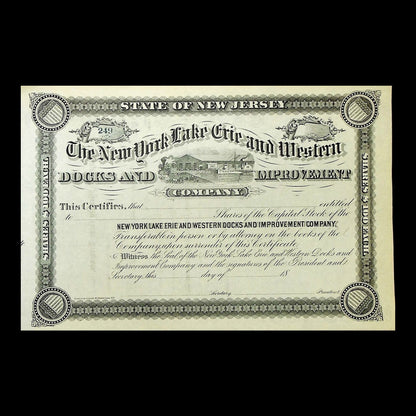 STATE OF NEW JERSEY
249
The New York Lake Erie and Western
DOCKS AND IMPROVEMENT
COMPANY
This Certifies, that entitled
to Shares of the Capital Stock of the
NEW YORK LAKE ERIE AND WESTERN DOCKS AND IMPROVEMENT COMPANY,
Transferable in person or by attorney on the books of the
Company upon surrender of this Certificate.
Witness the Seal of the New York Lake Erie and Western Docks and
Improvement Company and the signatures of the President and
Secretary, this day of 18
Secretary. President.
SHARES $100 EACH.
SHARES $100 EACH.